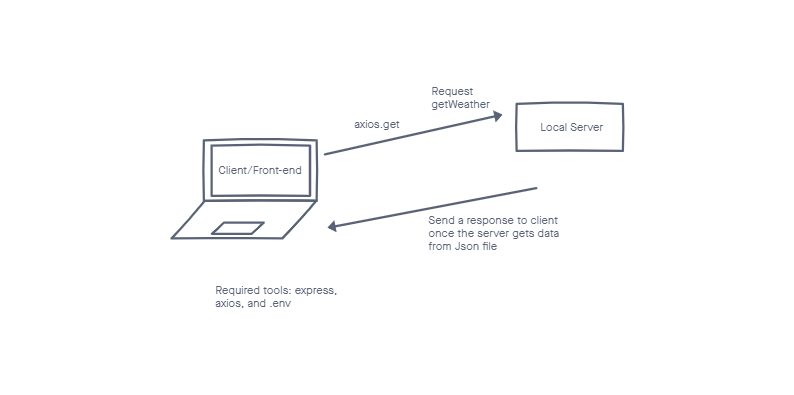 Request
getWeather
axios.get
Local Server
Client/Front-end
Send a response to client
once the server gets data
from Json file
Required tools: express,
axios, and .env